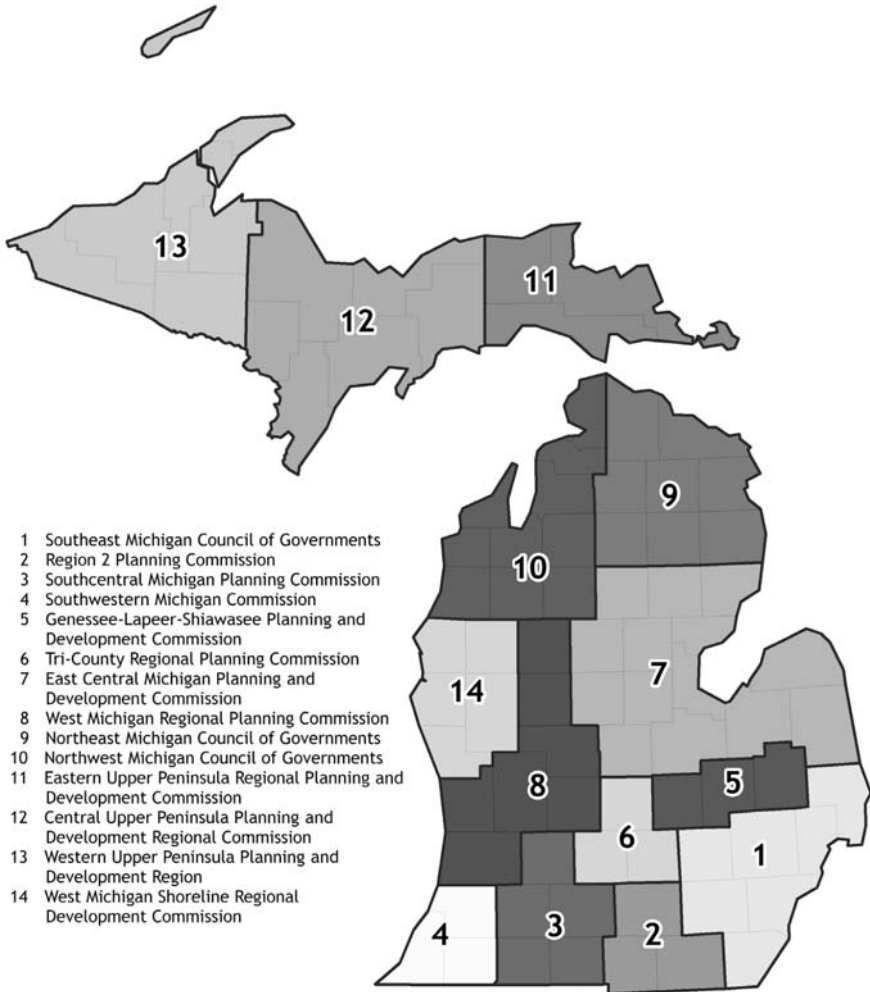 13
11
12
9
10
7
14
8
5
6
1
4
3
2
1 Southeast Michigan Council of Governments
2 Region 2 Planning Commission
3 Southcentral Michigan Planning Commission
4 Southwestern Michigan Commission
5 Genessee-Lapeer-Shiawasee Planning and
Development Commission
6 Tri-County Regional Planning Commission
7 East Central Michigan Planning and
Development Commission
8 West Michigan Regional Planning Commission
9 Northeast Michigan Council of Governments
10 Northwest Michigan Council of Governments
11 Eastern Upper Peninsula Regional Planning and
Development Commission
12 Central Upper Peninsula Planning and
Development Regional Commission
13 Western Upper Peninsula Planning and
Development Region
14 West Michigan Shoreline Regional
Development Commission